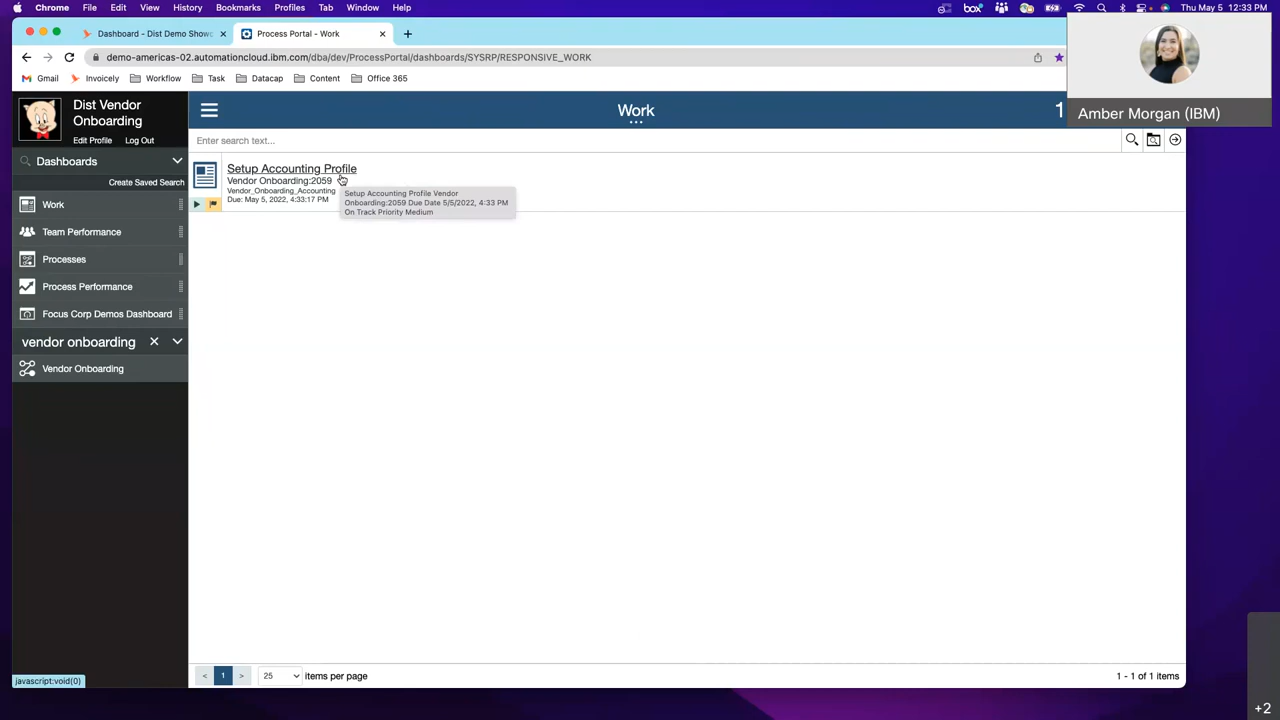 Chrome File Edit View History Bookmarks Profiles Tab Window Help
Thu May 5 12:33 PM
box
Dashboard - Dist Demo Showc
Process Portal - Work
demo-americas-02.automationcloud.ibm.com/dba/dev/ProcessPortal/dashboards/SYSRP/RESPONSIVE_WORK
Gmail Invoicely Workflow Task Datacap Content Office 365
Amber Morgan (IBM)
Dist Vendor
Onboarding
Edit Profile Log Out
Work
1
Enter search text...
Dashboards
Create Saved Search
Work
Team Performance
Processes
Process Performance
Focus Corp Demos Dashboard
vendor onboarding
Vendor Onboarding
Setup Accounting Profile
Vendor Onboarding:2059
Vendor_Onboarding_Accounting
Due: May 5, 2022, 4:33:17 PM
Setup Accounting Profile Vendor
Onboarding:2059 Due Date 5/5/2022, 4:33 PM
On Track Priority Medium
< 1 > 25 items per page
1 - 1 of 1 items
javascript:void(0)
+2